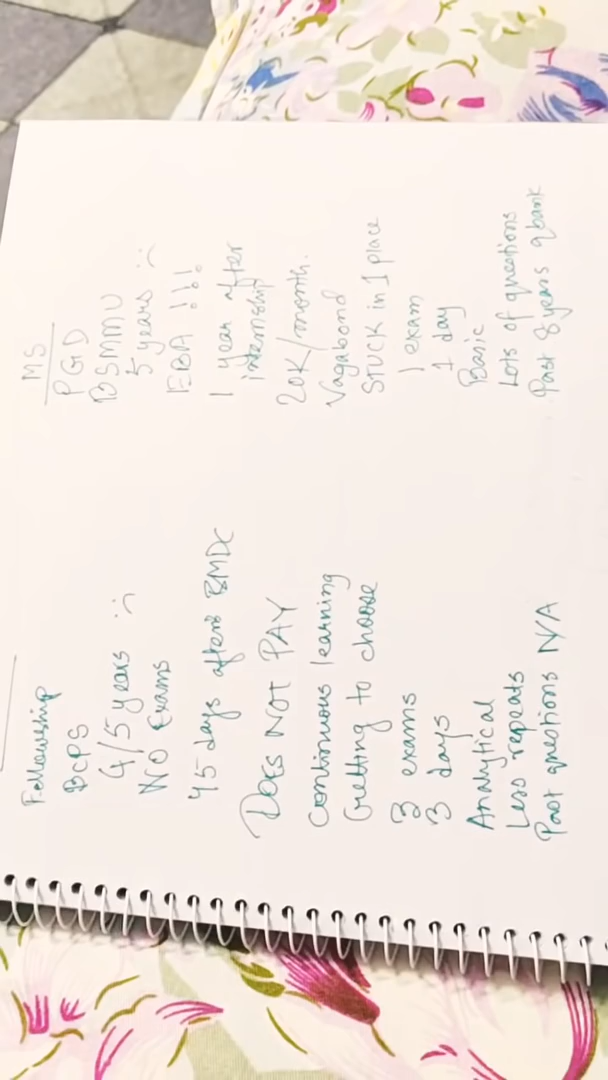 Fellowship
BCPS
4/5 years :-
NO Exams
45 days after BMDC
DOES NOT PAY
Continuous learning
Getting to choose
3 exams
3 days
Analytical
Less repeats
Past questions N/A
MS
PGD
BSMMU
5 years :-
EBA !!!
1 year after
internship
20K/month.
Vagabond
STUCK in 1 place
1 exam
1 day
Basic
Lots of questions
Past 8 years qbank